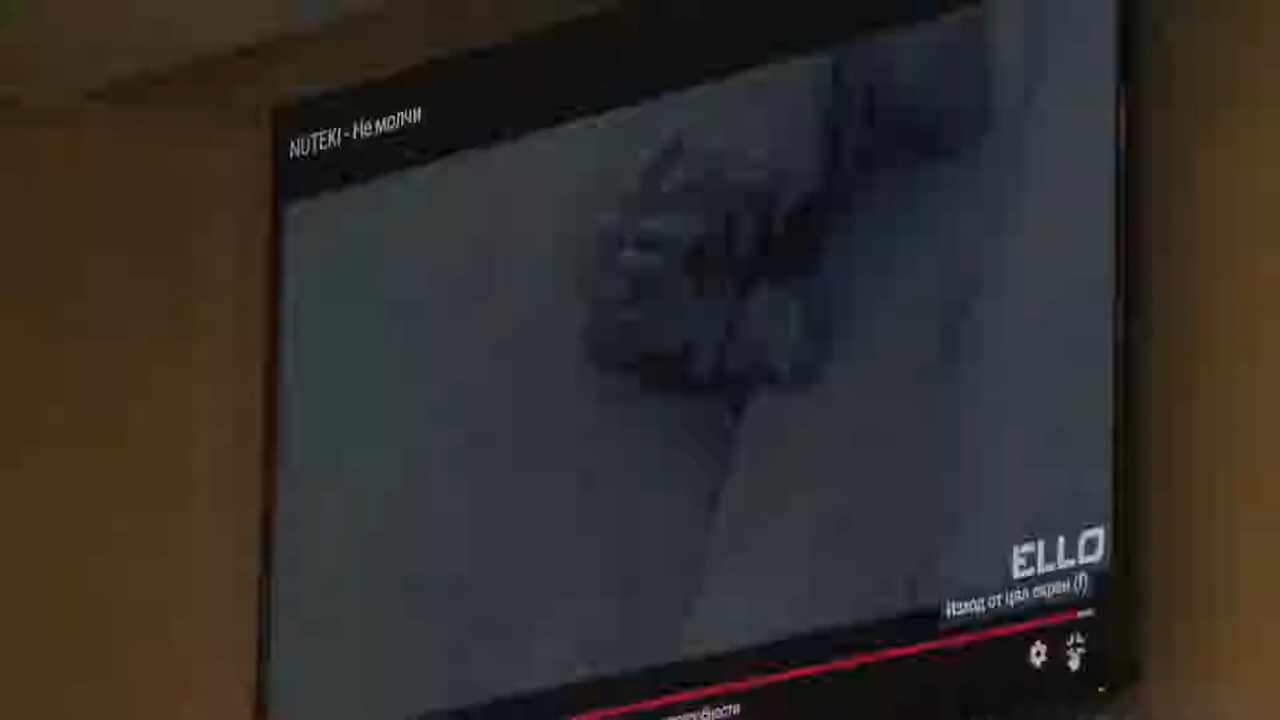 NUTEKI - Не молчи
ELLO
Изход от цял екран (f)